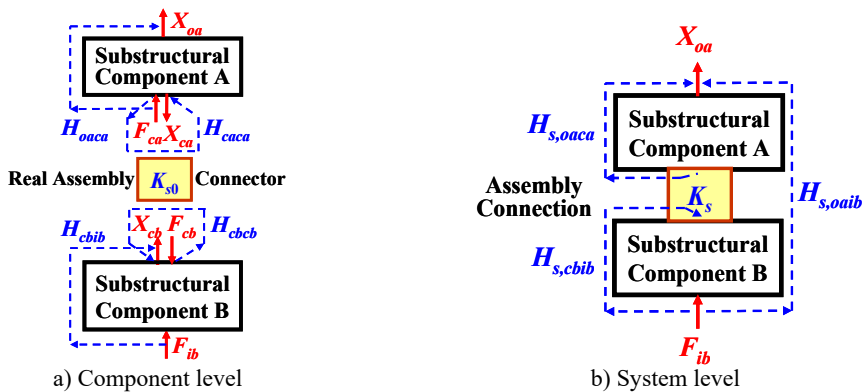 X_oa
Substructural
Component A
H_oaca F_ca X_ca H_caca
Real Assembly K_s0 Connector
H_cbib X_cb F_cb H_cbcb
Substructural
Component B
F_ib
a) Component level
X_oa
Substructural
Component A
H_s,oaca
Assembly
Connection
K_s
H_s,oaib
H_s,cbib
Substructural
Component B
F_ib
b) System level